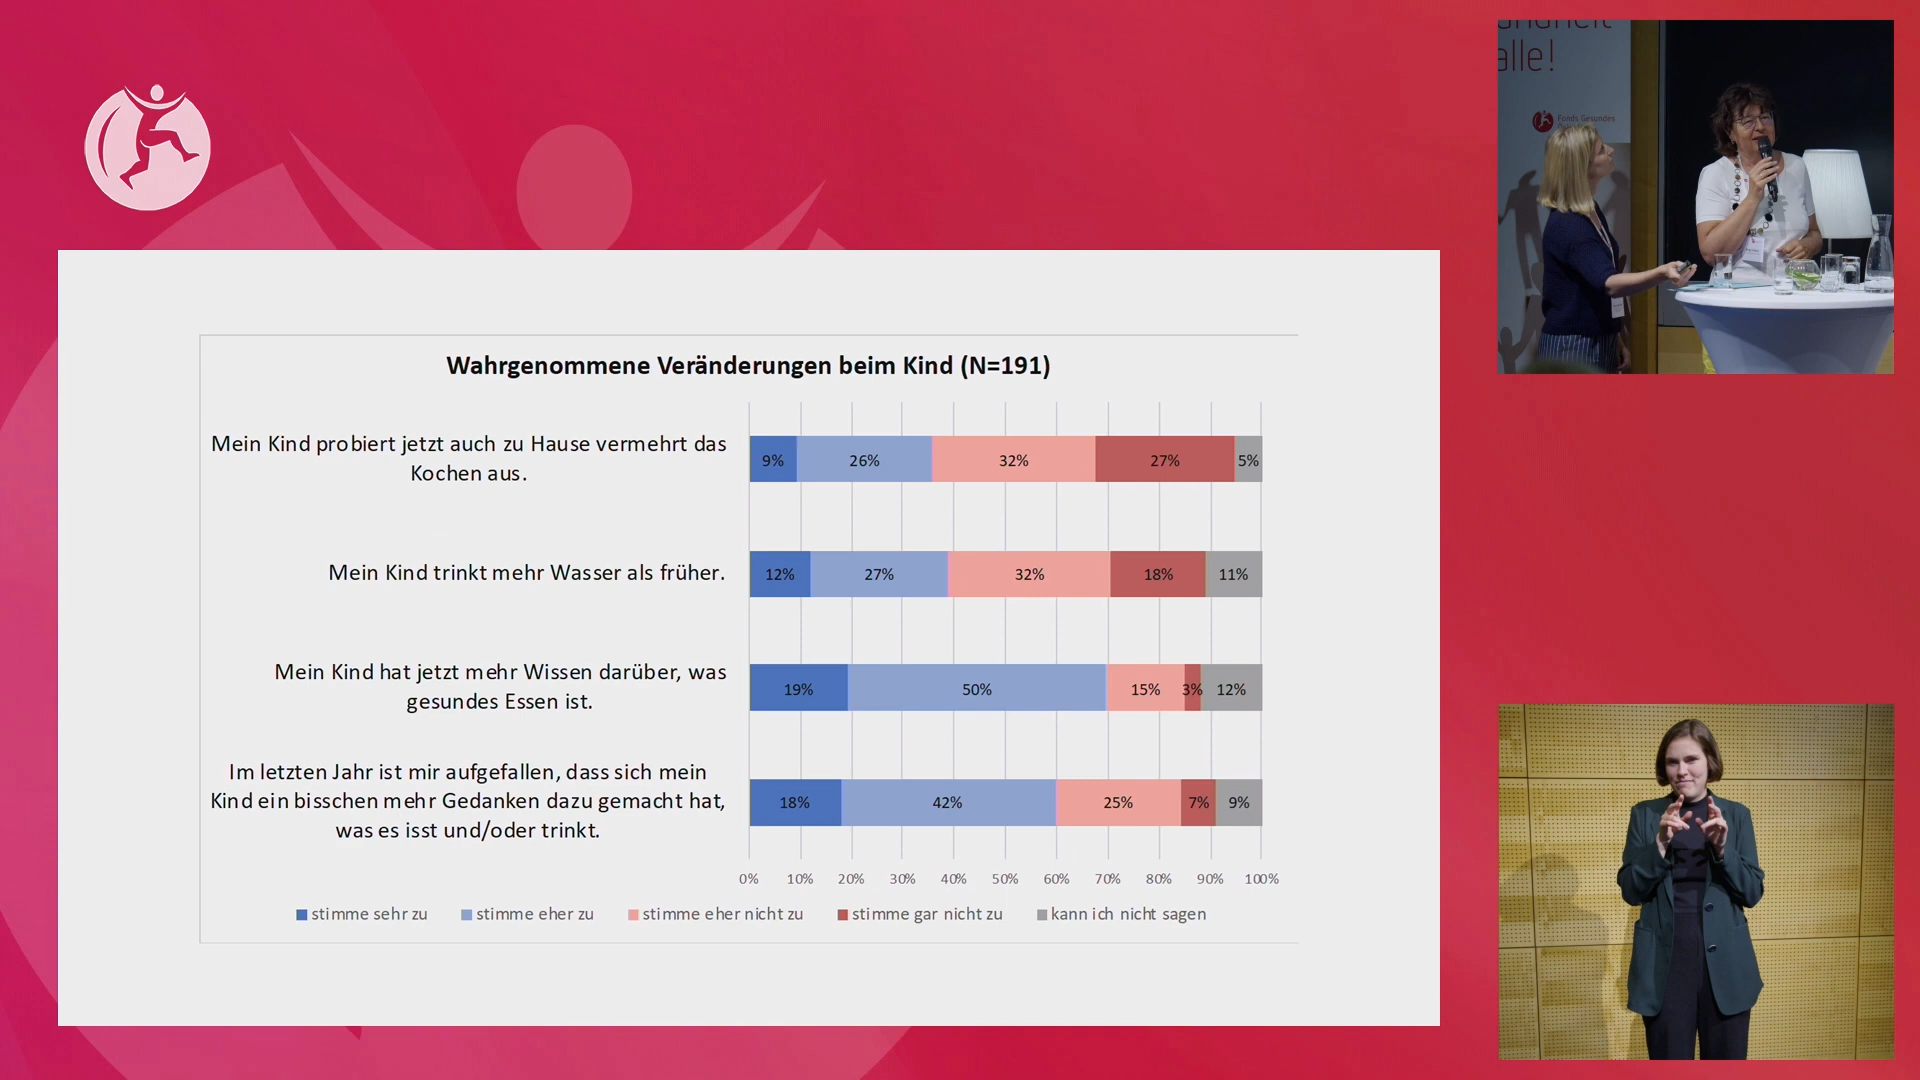 alle!
Fonds Gesundes
Wahrgenommene Veränderungen beim Kind (N=191)
Mein Kind probiert jetzt auch zu Hause vermehrt das
Kochen aus.
9% 26% 32% 27% 5%
Mein Kind trinkt mehr Wasser als früher.
12% 27% 32% 18% 11%
Mein Kind hat jetzt mehr Wissen darüber, was
gesundes Essen ist.
19% 50% 15% 3% 12%
Im letzten Jahr ist mir aufgefallen, dass sich mein
Kind ein bisschen mehr Gedanken dazu gemacht hat,
was es isst und/oder trinkt.
18% 42% 25% 7% 9%
0% 10% 20% 30% 40% 50% 60% 70% 80% 90% 100%
stimme sehr zu stimme eher zu stimme eher nicht zu stimme gar nicht zu kann ich nicht sagen